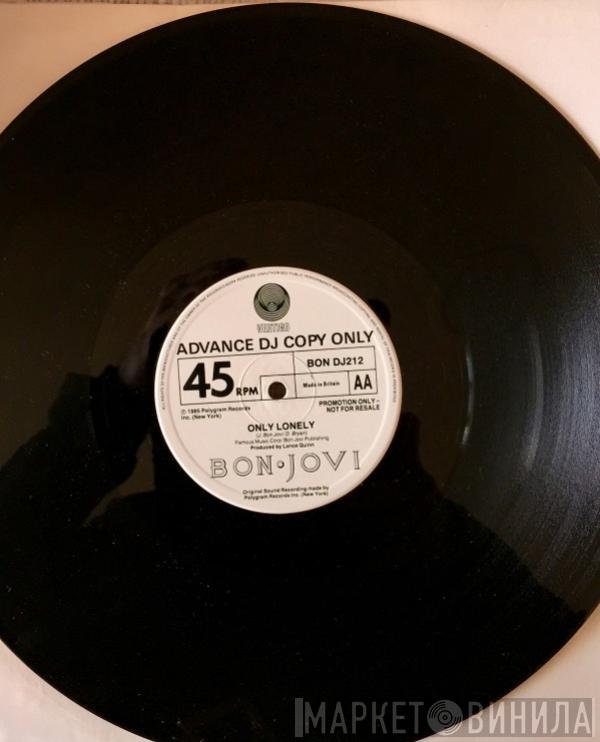 VERTIGO
ADVANCE DJ COPY ONLY
45 RPM
BON DJ212
Made in Britain
AA
℗ 1985 Polygram Records
Inc. (New York)
PROMOTION ONLY –
NOT FOR RESALE
ONLY LONELY
(J. Bon Jovi/D. Bryan)
Famous Music Corp/Bon Jovi Publishing
Produced by Lance Quinn
BON•JOVI
Original Sound Recording made by
Polygram Records Inc. (New York)
МАРКЕТ ВИНИЛА